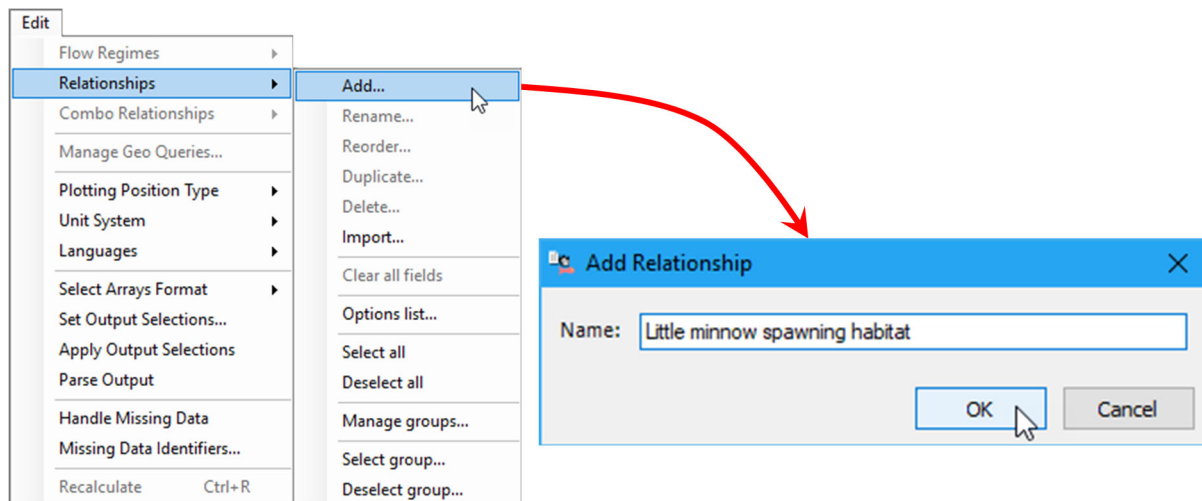 Edit
Flow Regimes
Relationships
Combo Relationships
Manage Geo Queries...
Plotting Position Type
Unit System
Languages
Select Arrays Format
Set Output Selections...
Apply Output Selections
Parse Output
Handle Missing Data
Missing Data Identifiers...
Recalculate Ctrl+R
Add...
Rename...
Reorder...
Duplicate...
Delete...
Import...
Clear all fields
Options list...
Select all
Deselect all
Manage groups...
Select group...
Deselect group...
Add Relationship
Name: Little minnow spawning habitat
OK Cancel